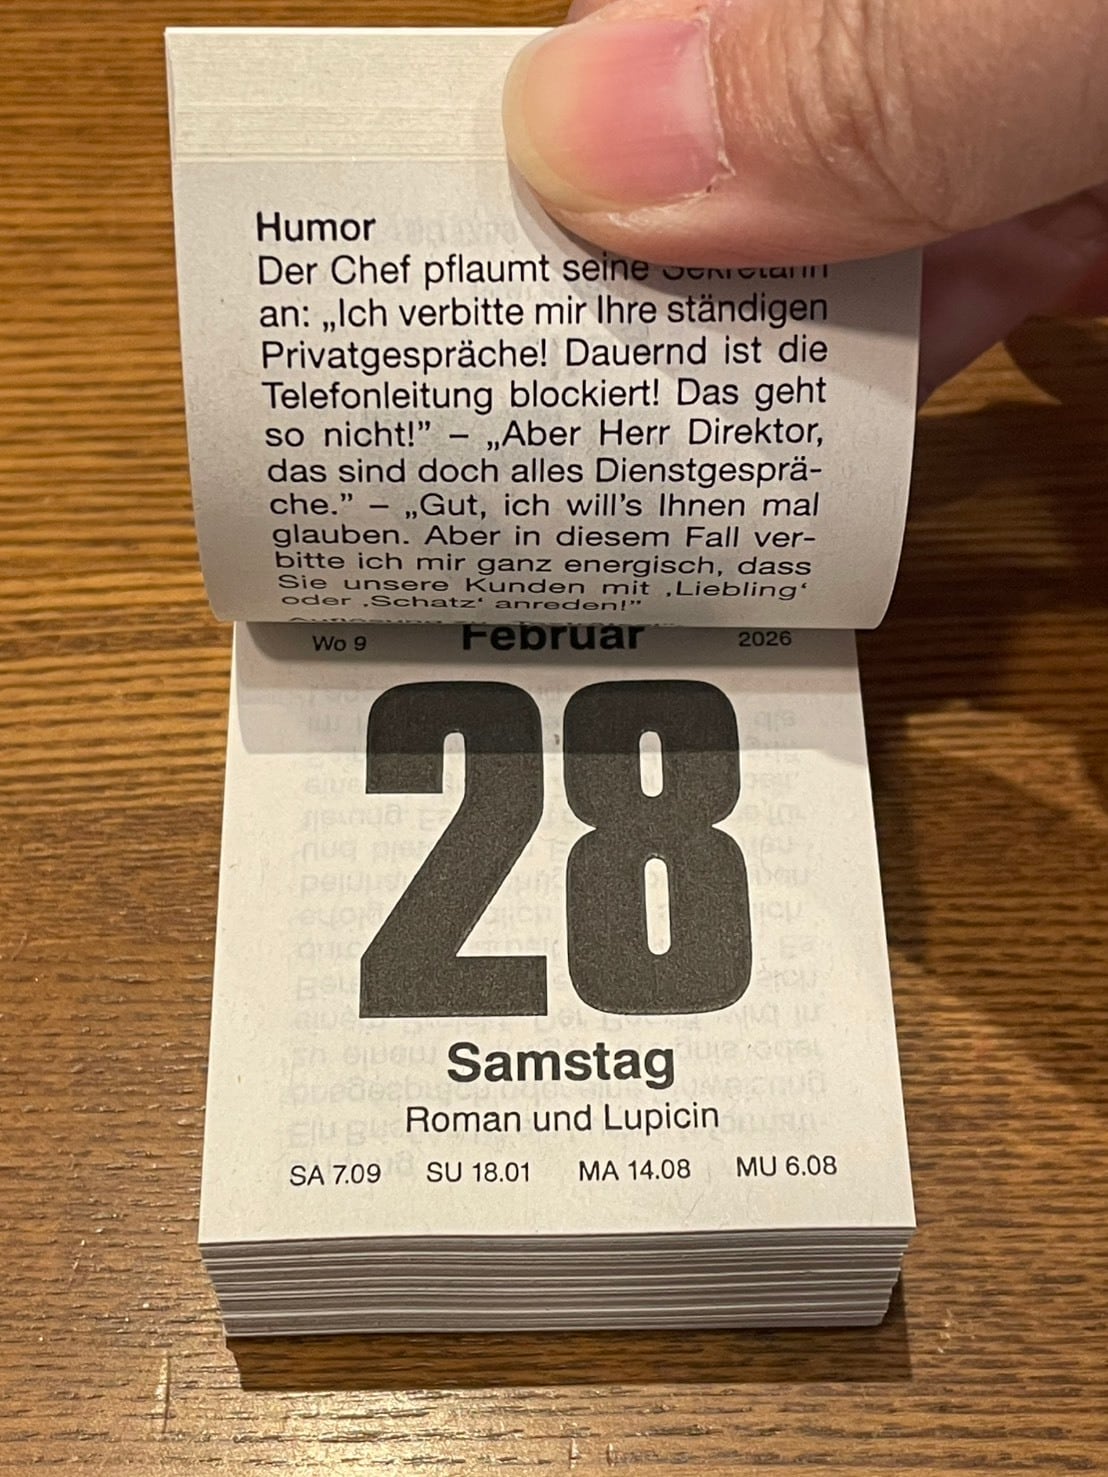 Humor
Der Chef pflaumt seine Sekretärin
an: „Ich verbitte mir Ihre ständigen
Privatgespräche! Dauernd ist die
Telefonleitung blockiert! Das geht
so nicht!” – „Aber Herr Direktor,
das sind doch alles Dienstgesprä-
che.” – „Gut, ich will’s Ihnen mal
glauben. Aber in diesem Fall ver-
bitte ich mir ganz energisch, dass
Sie unsere Kunden mit ‚Liebling‘
oder ‚Schatz‘ anreden!”
Wo 9 Februar 2026
28
Samstag
Roman und Lupicin
SA 7.09 SU 18.01 MA 14.08 MU 6.08